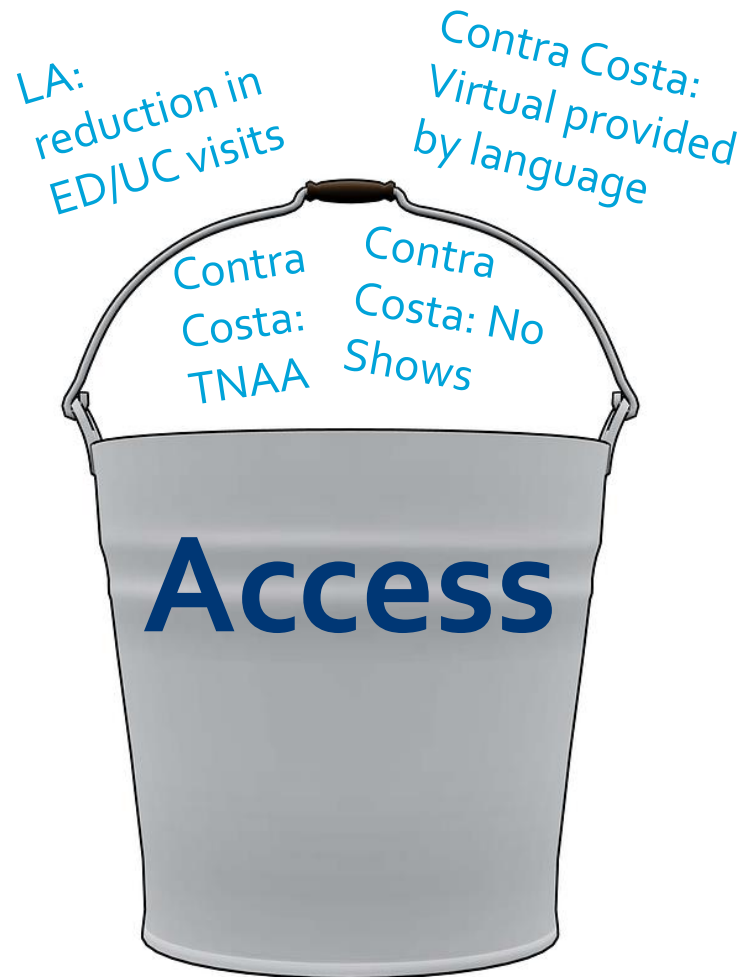 LA:
reduction in
ED/UC visits
Contra Costa:
Virtual provided
by language
Contra
Costa:
TNAA
Contra
Costa: No
Shows
Access